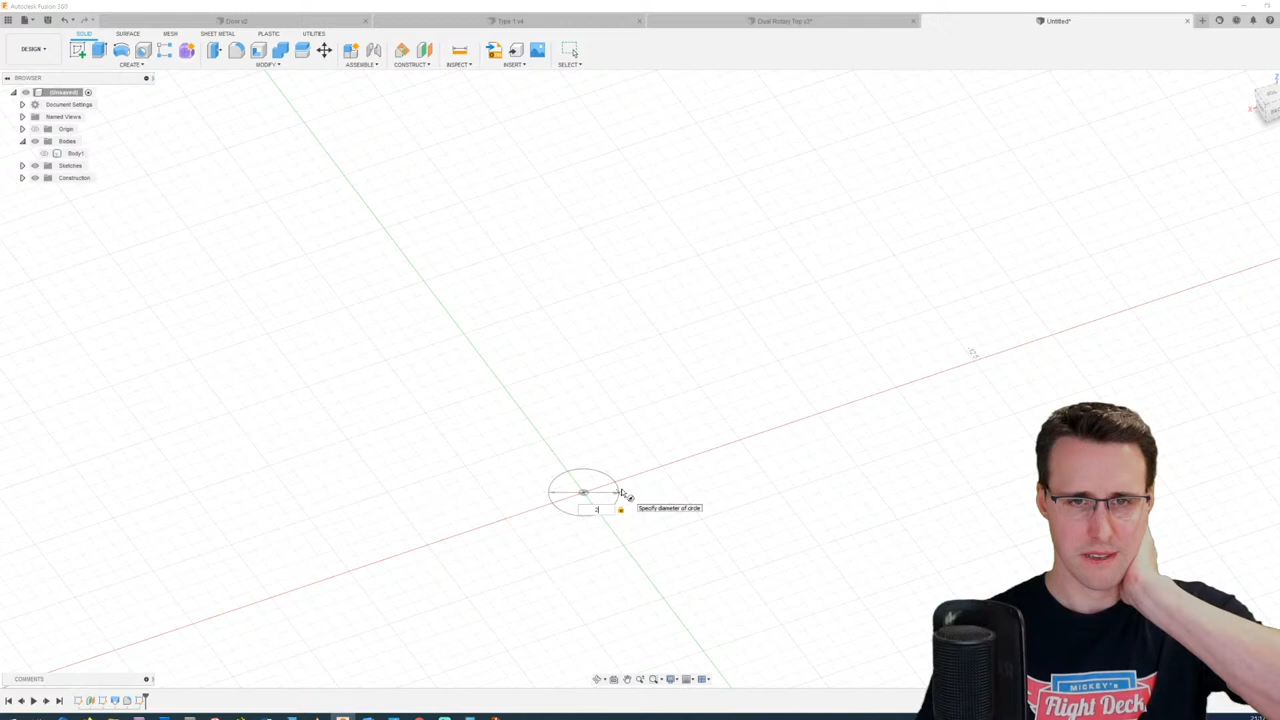 Autodesk Fusion 360
Door v2
Type 1 v4
Dual Rotary Top v3*
Untitled*
DESIGN
SOLID
SURFACE
MESH
SHEET METAL
PLASTIC
UTILITIES
CREATE
MODIFY
ASSEMBLE
CONSTRUCT
INSPECT
INSERT
SELECT
BROWSER
(Unsaved)
Document Settings
Named Views
Origin
Bodies
Body1
Sketches
Construction
Specify diameter of circle
COMMENTS
MICKEY's
Flight Deck